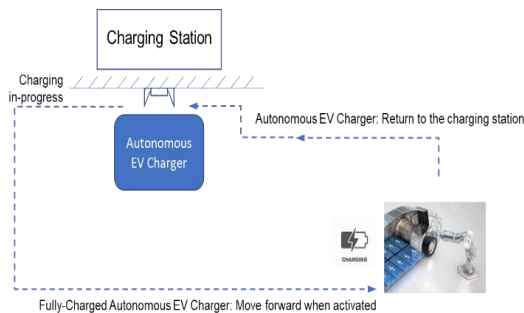 Charging Station
Charging
in-progress
Autonomous EV Charger: Return to the charging station
Autonomous
EV Charger
CHARGING
Fully-Charged Autonomous EV Charger: Move forward when activated